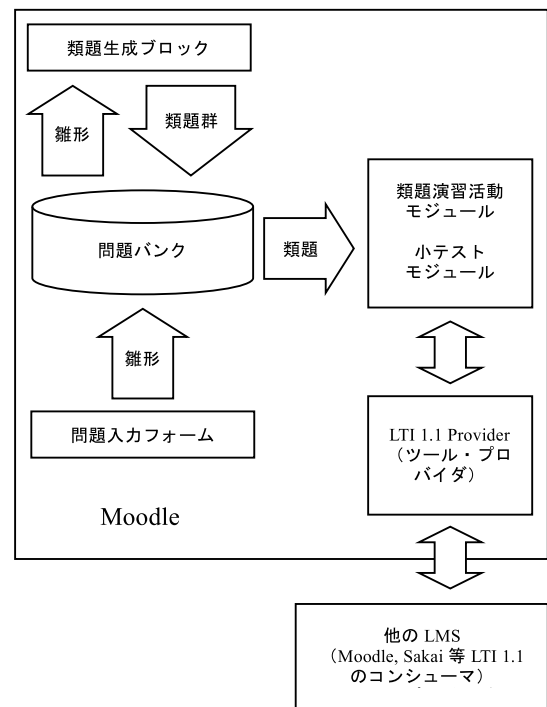 類題生成ブロック
雛形
類題群
問題バンク
類題
類題演習活動
モジュール
小テスト
モジュール
雛形
問題入力フォーム
LTI 1.1 Provider
（ツール・プロ
バイダ）
Moodle
他の LMS
（Moodle, Sakai 等 LTI 1.1
のコンシューマ）